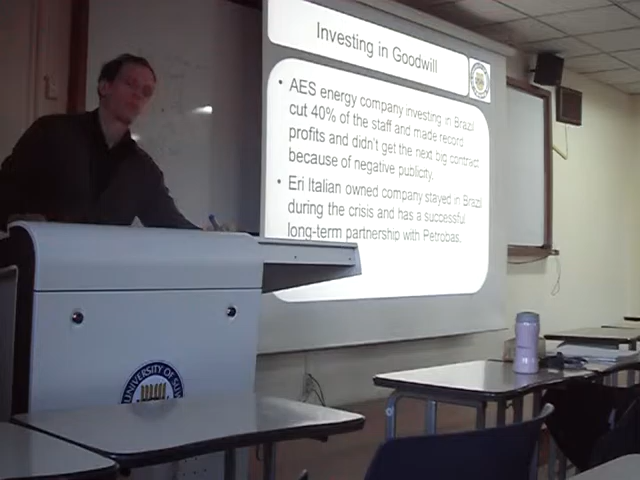 Investing in Goodwill
• AES energy company investing in Brazil
cut 40% of the staff and made record
profits and didn't get the next big contract
because of negative publicity.
• Eri Italian owned company stayed in Brazil
during the crisis and has a successful
long-term partnership with Petrobas.
UNIVERSITY OF